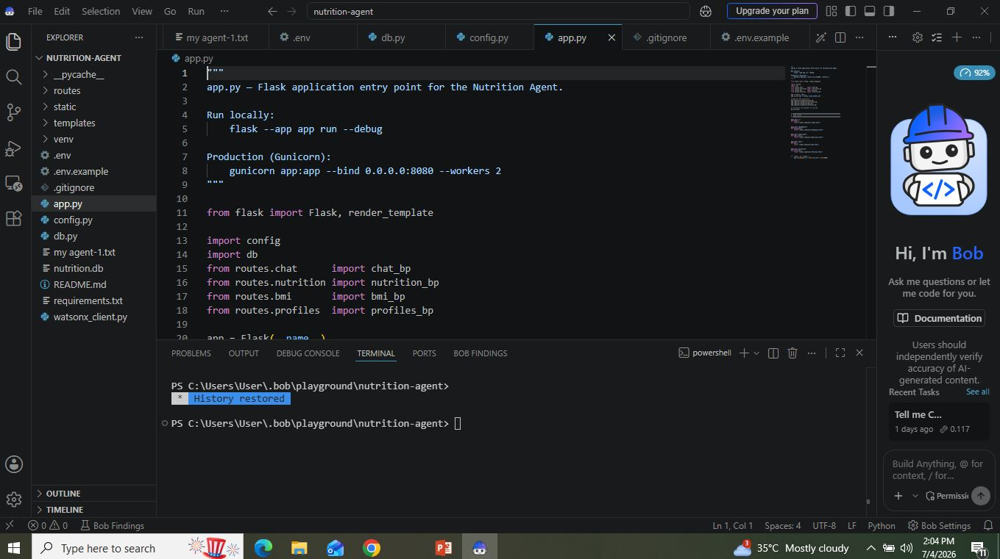 File Edit Selection View Go Run ··· nutrition-agent Upgrade your plan
EXPLORER ···
NUTRITION-AGENT
__pycache__
routes
static
templates
venv
.env
.env.example
.gitignore
app.py
config.py
db.py
my agent-1.txt
nutrition.db
README.md
requirements.txt
watsonx_client.py
OUTLINE
TIMELINE
my agent-1.txt .env db.py config.py app.py .gitignore .env.example
app.py
1 """
2 app.py — Flask application entry point for the Nutrition Agent.
3
4 Run locally:
5 flask --app app run --debug
6
7 Production (Gunicorn):
8 gunicorn app:app --bind 0.0.0.0:8080 --workers 2
9 """
10
11 from flask import Flask, render_template
12
13 import config
14 import db
15 from routes.chat import chat_bp
16 from routes.nutrition import nutrition_bp
17 from routes.bmi import bmi_bp
18 from routes.profiles import profiles_bp
19
20 app = Flask(__name__)
PROBLEMS OUTPUT DEBUG CONSOLE TERMINAL PORTS BOB FINDINGS powershell
PS C:\Users\User\.bob\playground\nutrition-agent>
* History restored
PS C:\Users\User\.bob\playground\nutrition-agent>
92%
</>
Hi, I'm Bob
Ask me questions or let
me code for you.
Documentation
Users should
independently verify
accuracy of AI-
generated content.
Recent Tasks See all
Tell me C...
1 days ago 0.117
Build Anything, @ for
context, / for...
Permissi
0 0 Bob Findings Ln 1, Col 1 Spaces: 4 UTF-8 LF Python Bob Settings
Type here to search 3 35°C Mostly cloudy 2:04 PM
7/4/2026 11